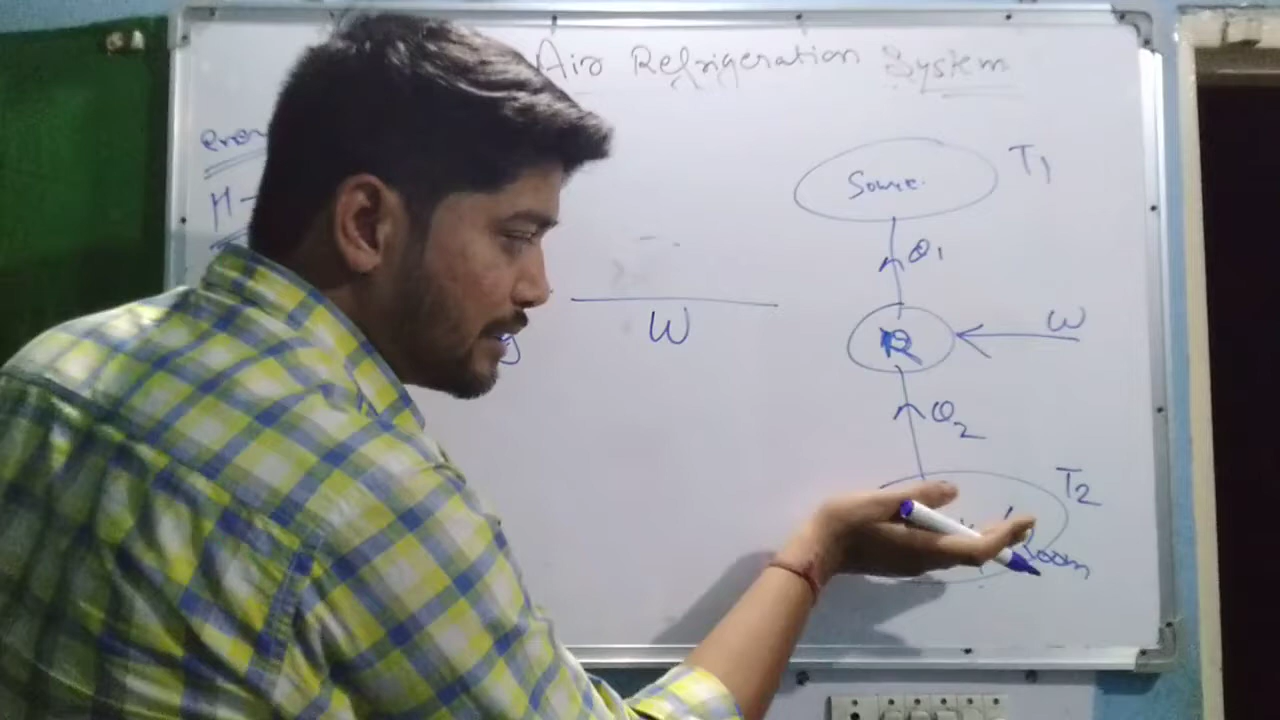 Air Refrigeration System
H-
Source
T1
Q1
W
R
W
Q2
T2
Room